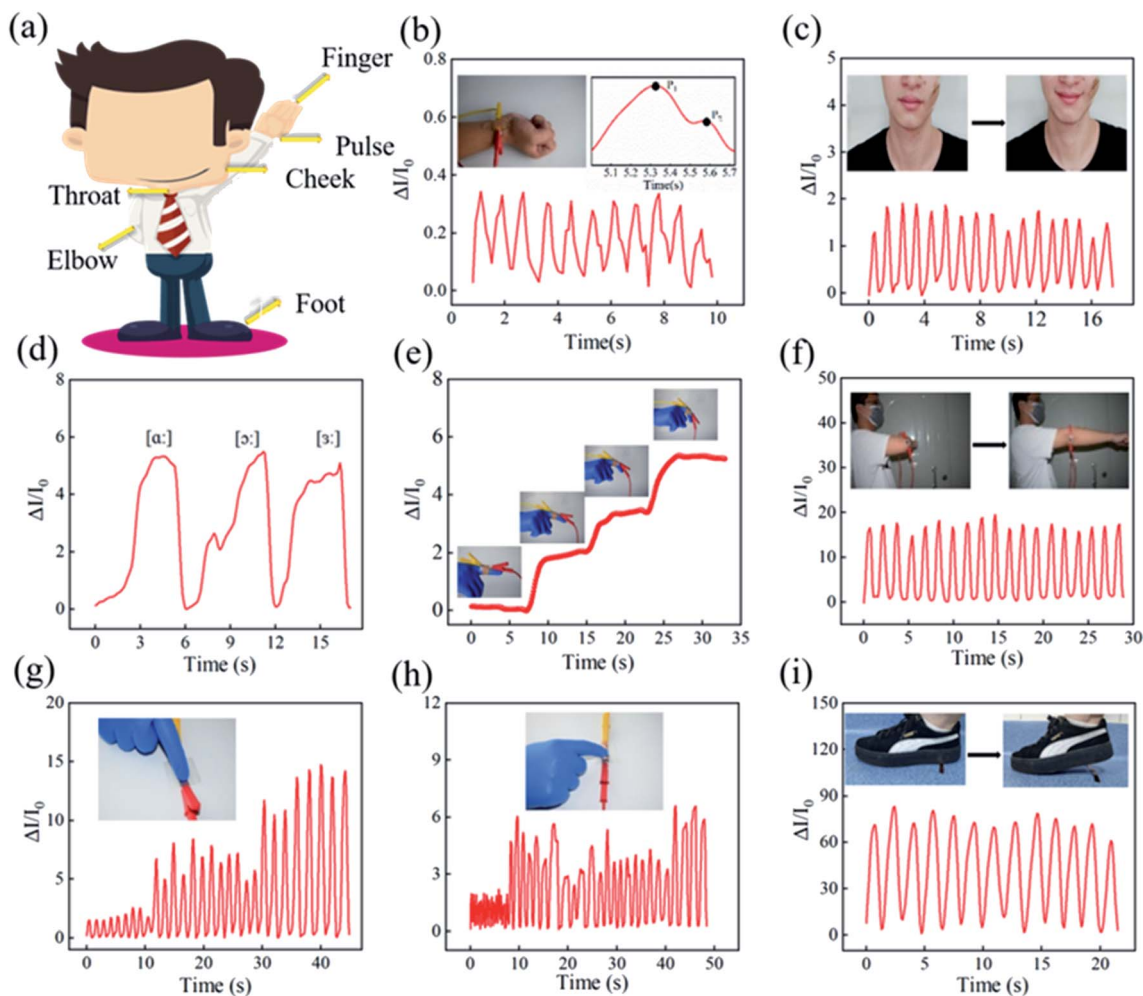 (a)
Finger
Pulse
Cheek
Throat
Elbow
Foot
(b)
ΔI/I₀
0.8
0.6
0.4
0.2
0.0
P₁
P₂
5.1 5.2 5.3 5.4 5.5 5.6 5.7
Time(s)
0 2 4 6 8 10
Time(s)
(c)
ΔI/I₀
5
4
3
2
1
0
0 4 8 12 16
Time (s)
(d)
ΔI/I₀
8
6
4
2
0
[ɑː] [ɔː] [ɜː]
0 3 6 9 12 15
Time (s)
(e)
ΔI/I₀
8
6
4
2
0
0 5 10 15 20 25 30 35
Time (s)
(f)
ΔI/I₀
50
40
30
20
10
0
0 5 10 15 20 25 30
Time (s)
(g)
ΔI/I₀
20
15
10
5
0
0 10 20 30 40
Time (s)
(h)
ΔI/I₀
12
9
6
3
0
0 10 20 30 40 50
Time (s)
(i)
ΔI/I₀
150
120
90
60
30
0
0 5 10 15 20
Time (s)